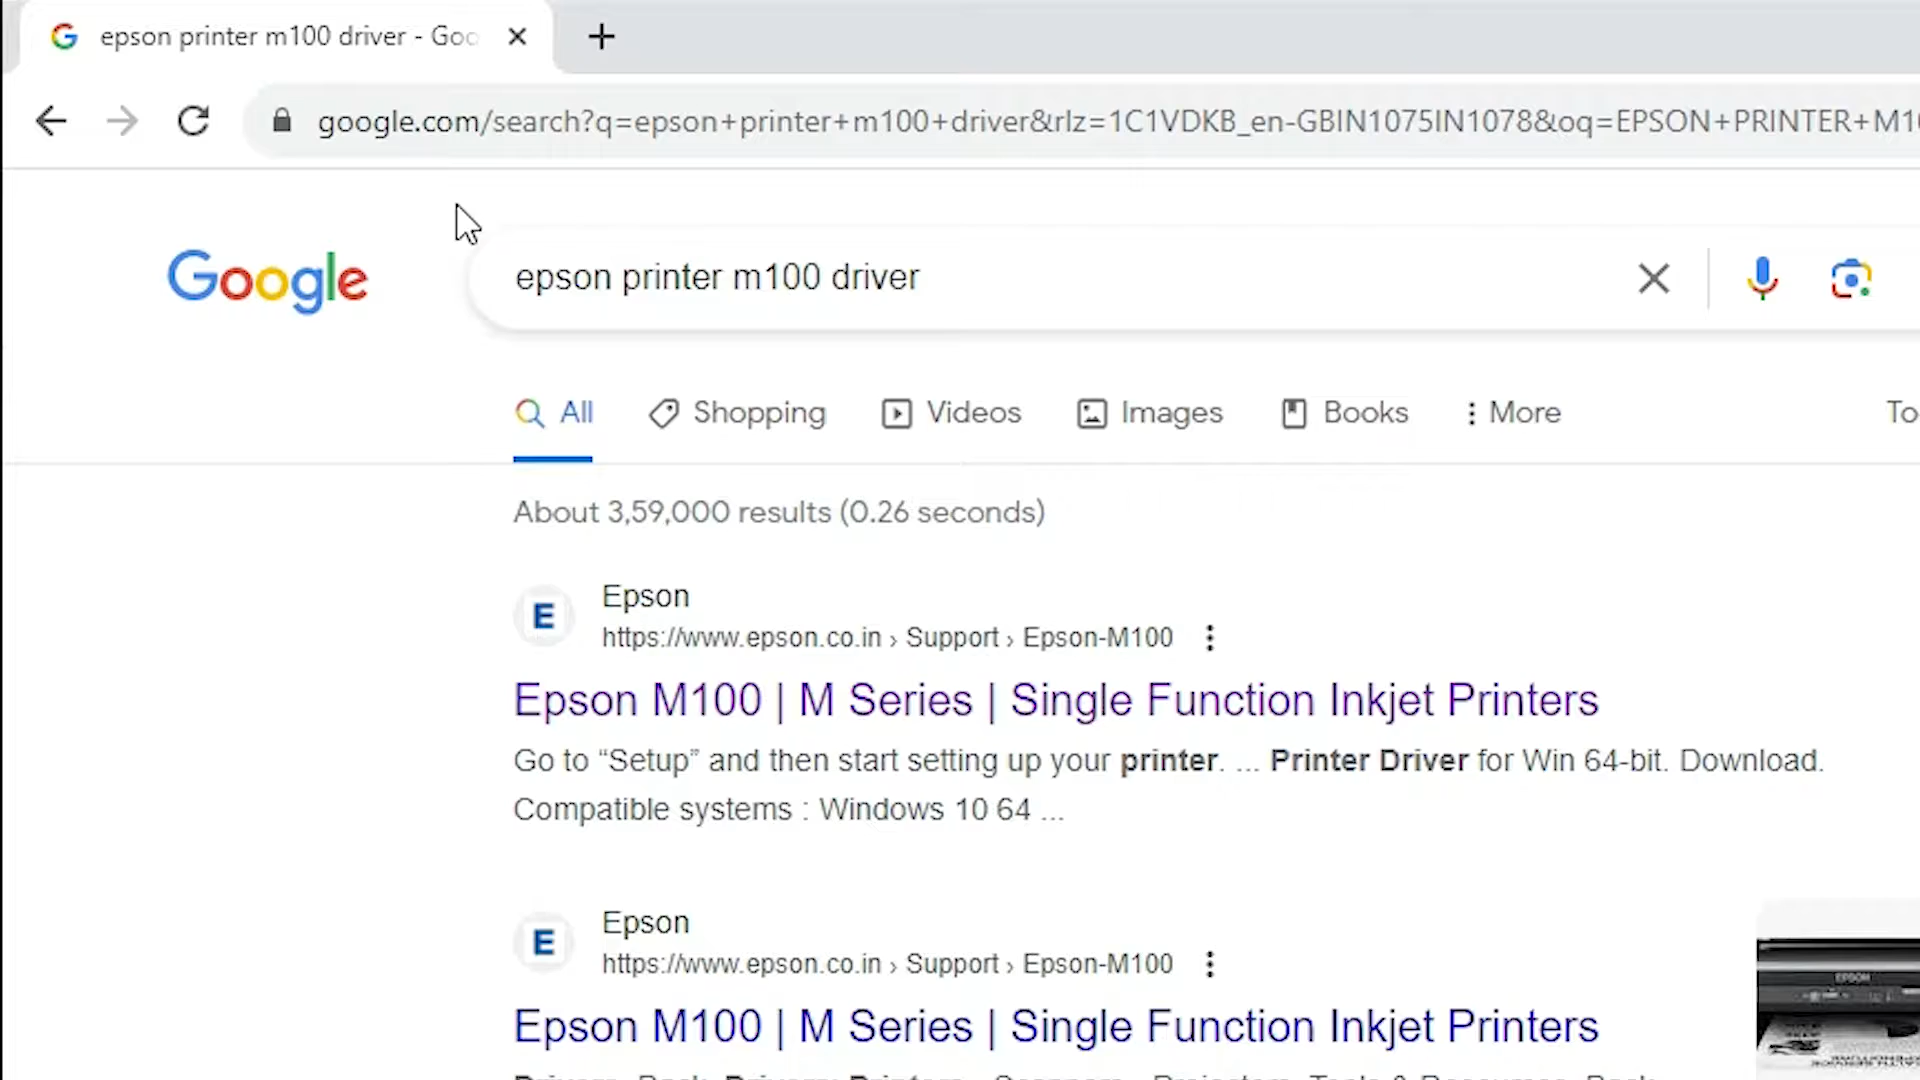 epson printer m100 driver - Goo
google.com/search?q=epson+printer+m100+driver&rlz=1C1VDKB_en-GBIN1075IN1078&oq=EPSON+PRINTER+M10
Google
epson printer m100 driver
All Shopping Videos Images Books More To
About 3,59,000 results (0.26 seconds)
E Epson
https://www.epson.co.in › Support › Epson-M100
Epson M100 | M Series | Single Function Inkjet Printers
Go to “Setup” and then start setting up your printer. ... Printer Driver for Win 64-bit. Download.
Compatible systems : Windows 10 64 ...
E Epson
https://www.epson.co.in › Support › Epson-M100
EPSON
Epson M100 | M Series | Single Function Inkjet Printers